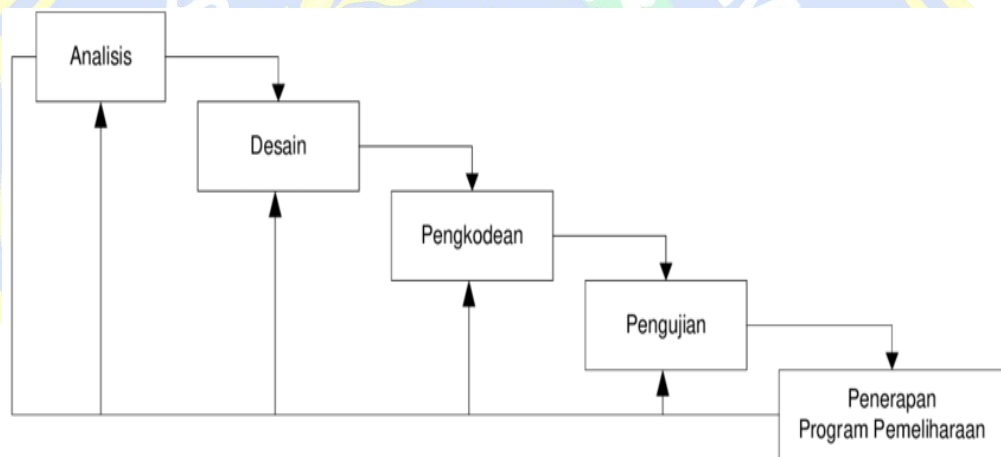 Analisis
Desain
Pengkodean
Pengujian
Penerapan
Program Pemeliharaan